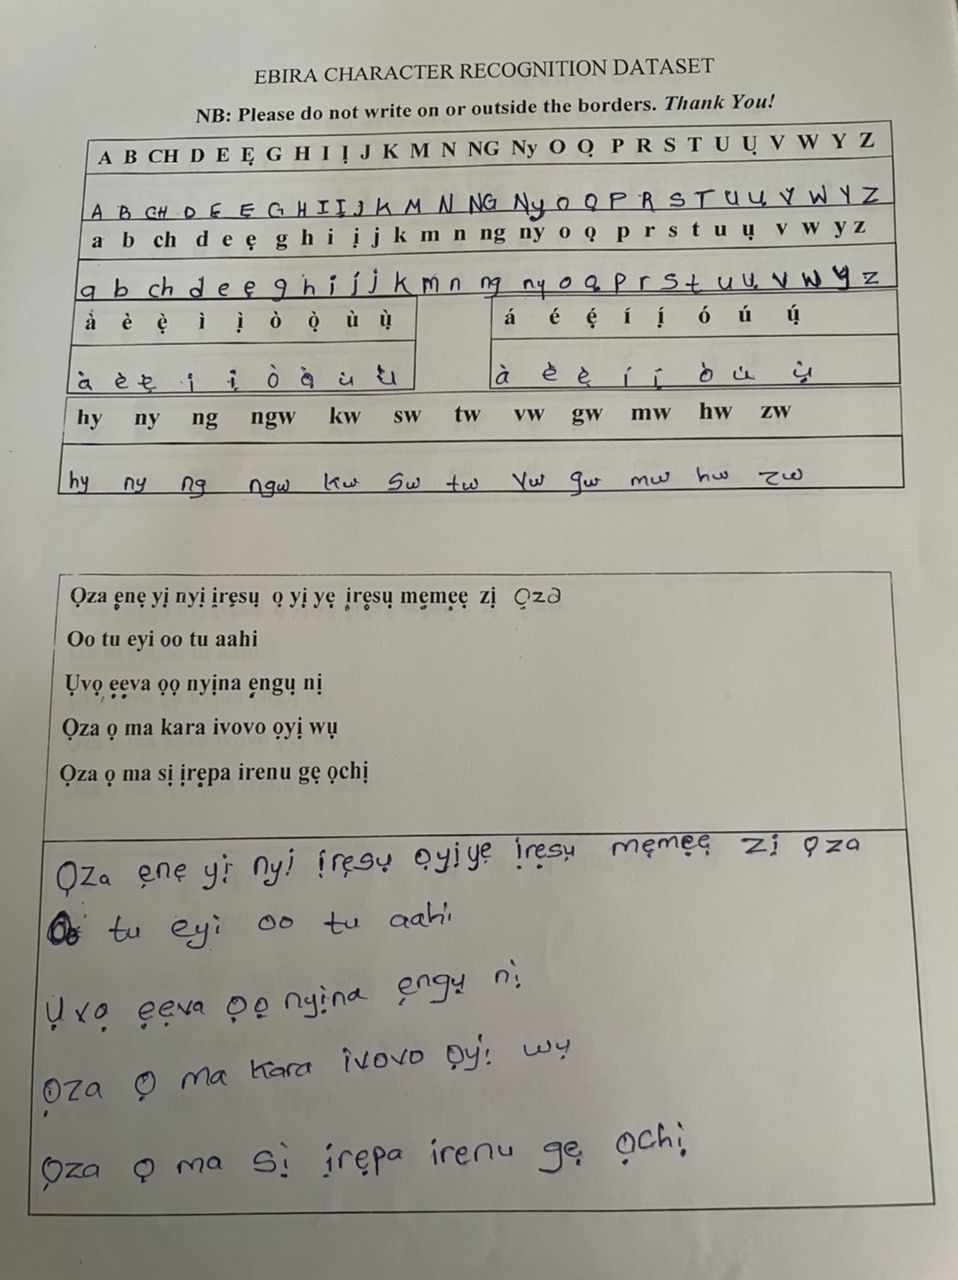 EBIRA CHARACTER RECOGNITION DATASET
NB: Please do not write on or outside the borders. Thank You!
A B CH D E Ẹ G H I Ị J K M N NG Ny O Ọ P R S T U Ụ V W Y Z
A B CH D E Ẹ G H I Ị J K M N NG Ny O Ọ P R S T U Ụ V W Y Z
a b ch d e ẹ g h i ị j k m n ng ny o ọ p r s t u ụ v w y z
a b ch d e ẹ g h i j j k m n ng ny o ọ p r s t u ụ v w y z
à è ẹ̀ ì ị̀ ò ọ̀ ù ụ̀ á é ẹ́ í ị́ ó ú ụ́
à è ẹ̀ ì ị̀ ò ọ̀ ù ụ̀ à è ẹ̀ í ị́ ò ù ụ̀
hy ny ng ngw kw sw tw vw gw mw hw zw
hy ny ng ngw kw sw tw vw gw mw hw zw
Ọza ẹnẹ yị nyị ịrẹsụ ọ yị yẹ ịrẹsụ mẹmẹẹ zị Ọza
Oo tu eyi oo tu aahi
Ụvọ ẹẹva ọọ nyịna ẹngụ nị
Ọza ọ ma kara ivovo ọyị wụ
Ọza ọ ma sị ịrẹpa irenu gẹ ọchị
Ọza ẹnẹ yị nyị ịrẹsụ ọyịyẹ ịrẹsụ mẹmẹẹ zị ọza
Oo tu eyi oo tu aahi
Ụvọ ẹẹva ọọ nyịna ẹngụ nị
Ọza Ọ ma kara ivovo ọyị wụ
Ọza ọ ma sị ịrẹpa irenu gẹ ọchị